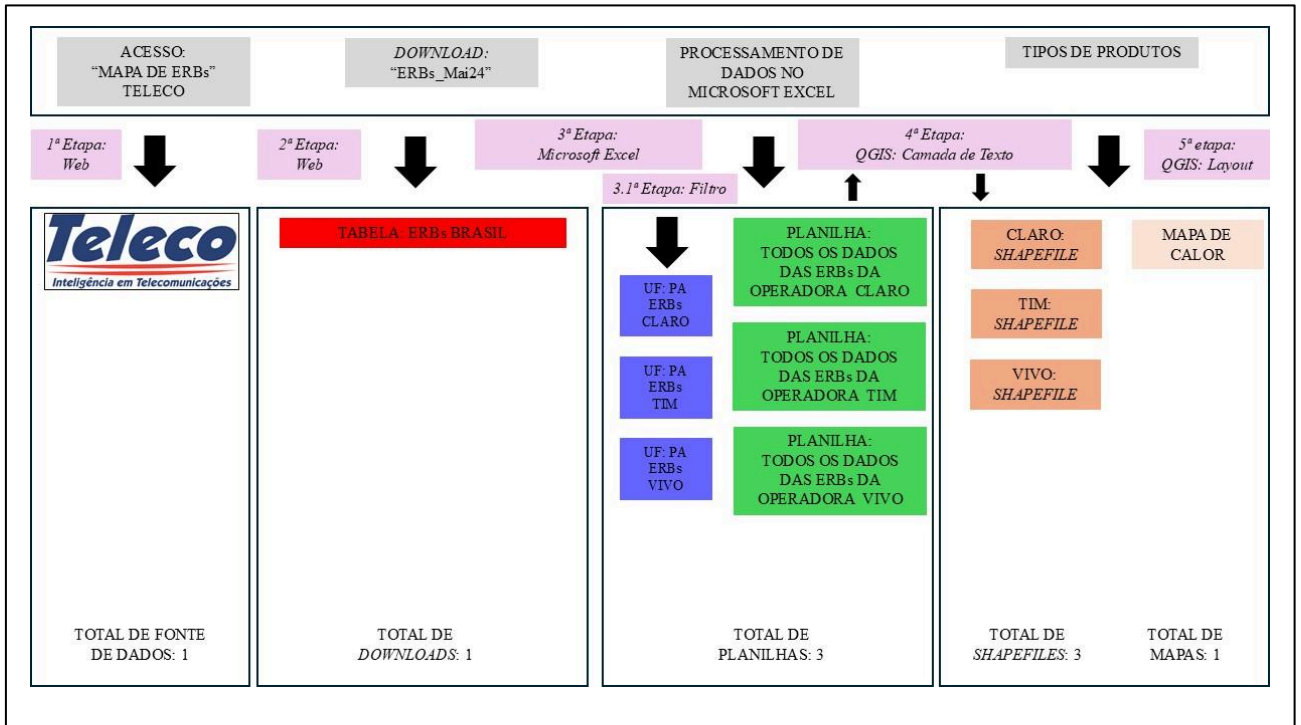 ACESSO:
“MAPA DE ERBs”
TELECO
DOWNLOAD:
“ERBs_Mai24”
PROCESSAMENTO DE
DADOS NO
MICROSOFT EXCEL
TIPOS DE PRODUTOS
1ª Etapa:
Web
2ª Etapa:
Web
3ª Etapa:
Microsoft Excel
3.1ª Etapa: Filtro
4ª Etapa:
QGIS: Camada de Texto
5ª etapa:
QGIS: Layout
Teleco
Inteligência em Telecomunicações
TOTAL DE FONTE
DE DADOS: 1
TABELA: ERBs BRASIL
TOTAL DE
DOWNLOADS: 1
UF: PA
ERBs
CLARO
UF: PA
ERBs
TIM
UF: PA
ERBs
VIVO
PLANILHA:
TODOS OS DADOS
DAS ERBs DA
OPERADORA CLARO
PLANILHA:
TODOS OS DADOS
DAS ERBs DA
OPERADORA TIM
PLANILHA:
TODOS OS DADOS
DAS ERBs DA
OPERADORA VIVO
TOTAL DE
PLANILHAS: 3
CLARO:
SHAPEFILE
TIM:
SHAPEFILE
VIVO:
SHAPEFILE
TOTAL DE
SHAPEFILES: 3
MAPA DE
CALOR
TOTAL DE
MAPAS: 1